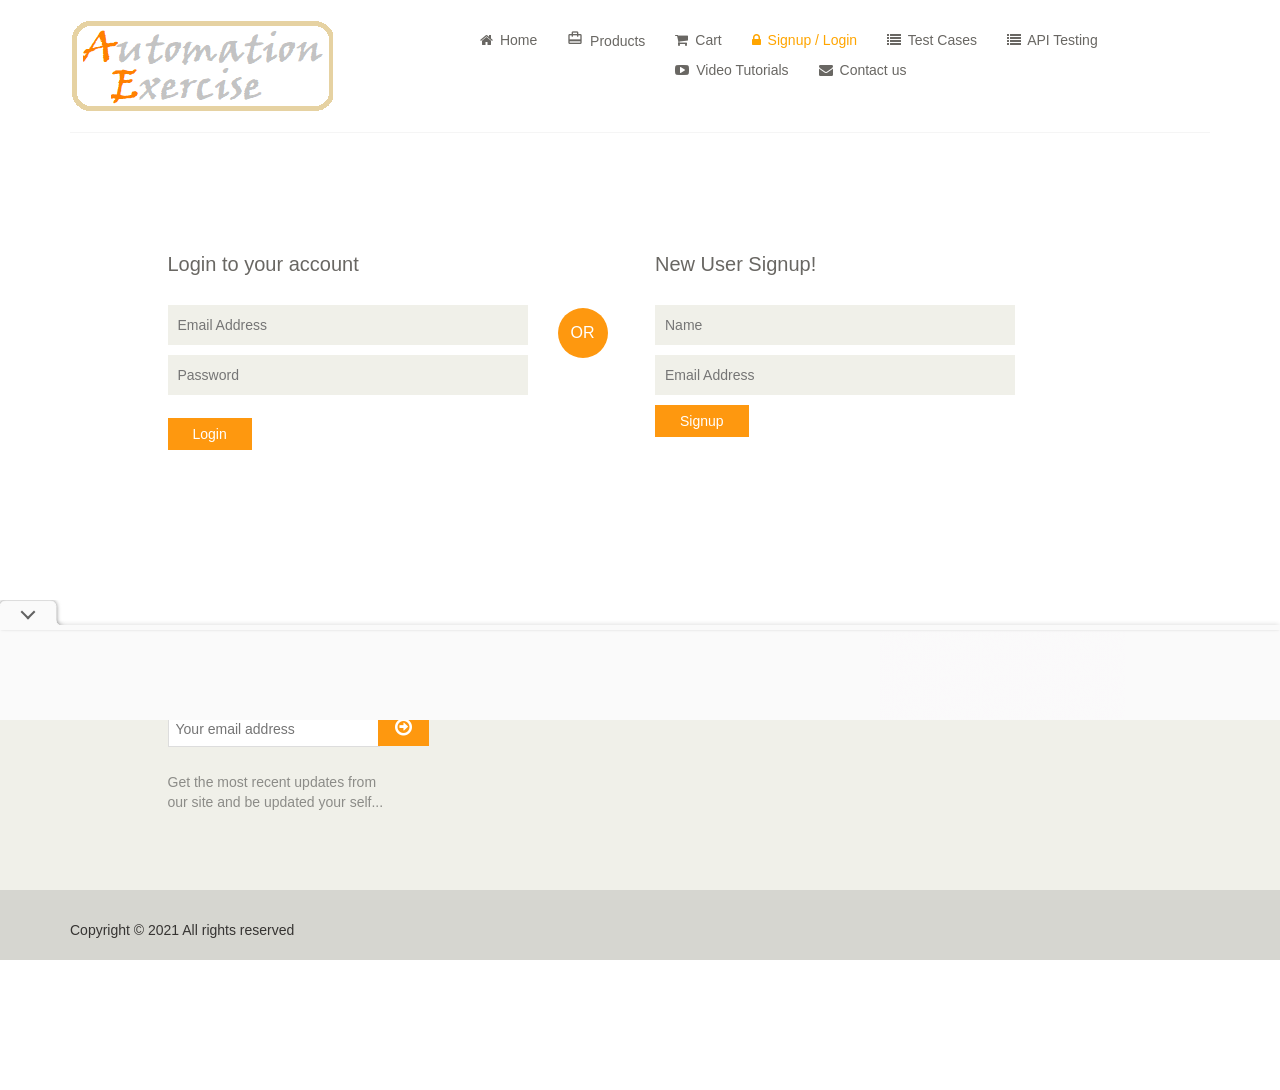 Automation
Exercise
Home
Products
Cart
Signup / Login
Test Cases
API Testing
Video Tutorials
Contact us
Login to your account
Email Address
Password
Login
OR
New User Signup!
Name
Email Address
Signup
Your email address
Get the most recent updates from
our site and be updated your self...
Copyright © 2021 All rights reserved